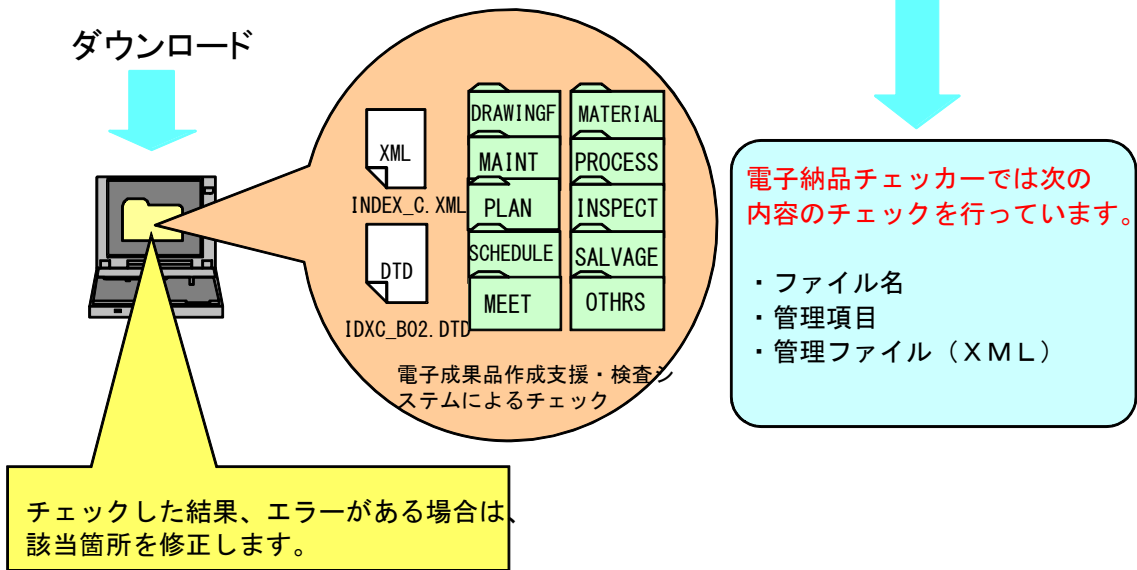 ダウンロード
XML
INDEX_C.XML
DTD
IDXC_B02.DTD
DRAWINGF
MAINT
PLAN
SCHEDULE
MEET
MATERIAL
PROCESS
INSPECT
SALVAGE
OTHRS
電子成果品作成支援・検査シ
ステムによるチェック
電子納品チェッカーでは次の
内容のチェックを行っています。
・ファイル名
・管理項目
・管理ファイル（ＸＭＬ）
チェックした結果、エラーがある場合は、
該当箇所を修正します。